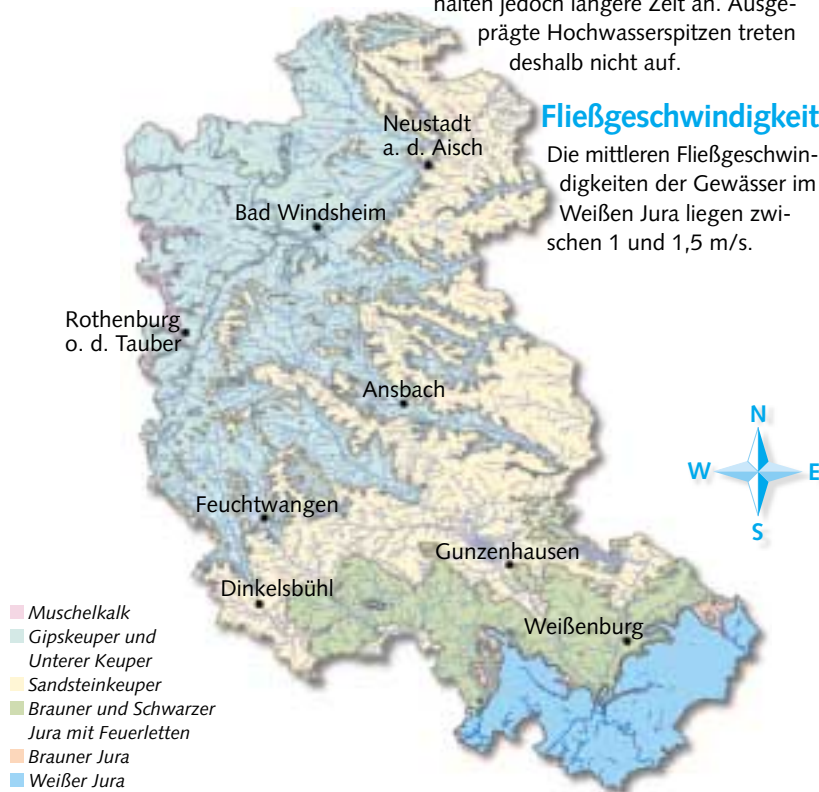 halten jedoch längere Zeit an. Ausge-
prägte Hochwasserspitzen treten
deshalb nicht auf.
Fließgeschwindigkeit
Die mittleren Fließgeschwin-
digkeiten der Gewässer im
Weißen Jura liegen zwi-
schen 1 und 1,5 m/s.
Neustadt
a. d. Aisch
Bad Windsheim
Rothenburg
o. d. Tauber
Ansbach
Feuchtwangen
Gunzenhausen
Dinkelsbühl
Weißenburg
N
W E
S
Muschelkalk
Gipskeuper und
Unterer Keuper
Sandsteinkeuper
Brauner und Schwarzer
Jura mit Feuerletten
Brauner Jura
Weißer Jura